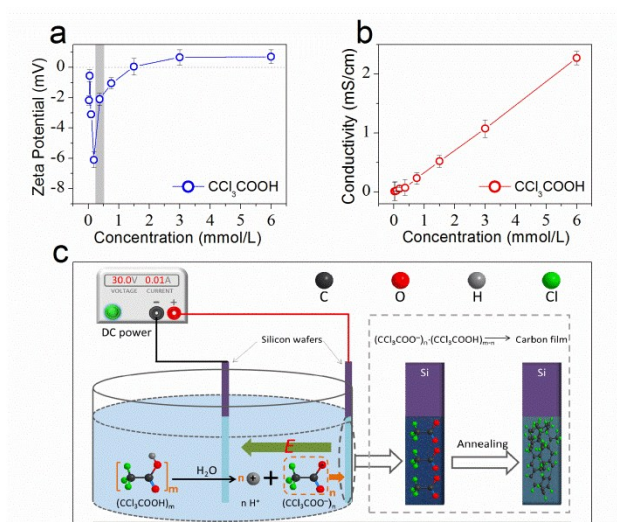 a
Zeta Potential (mV)
0
-2
-4
-6
-8
CCl₃COOH
0 1 2 3 4 5 6
Concentration (mmol/L)
b
Conductivity (mS/cm)
2
1
0
CCl₃COOH
0 1 2 3 4 5 6
Concentration (mmol/L)
c
30.0V 0.01A
VOLTAGE CURRENT
− +
DC power
C O H Cl
Silicon wafers
(CCl₃COO⁻)ₙ·(CCl₃COOH)ₘ₋ₙ Carbon film
Si Si
E
Annealing
m H₂O n + n
(CCl₃COOH)ₘ n H⁺ (CCl₃COO⁻)ₙ